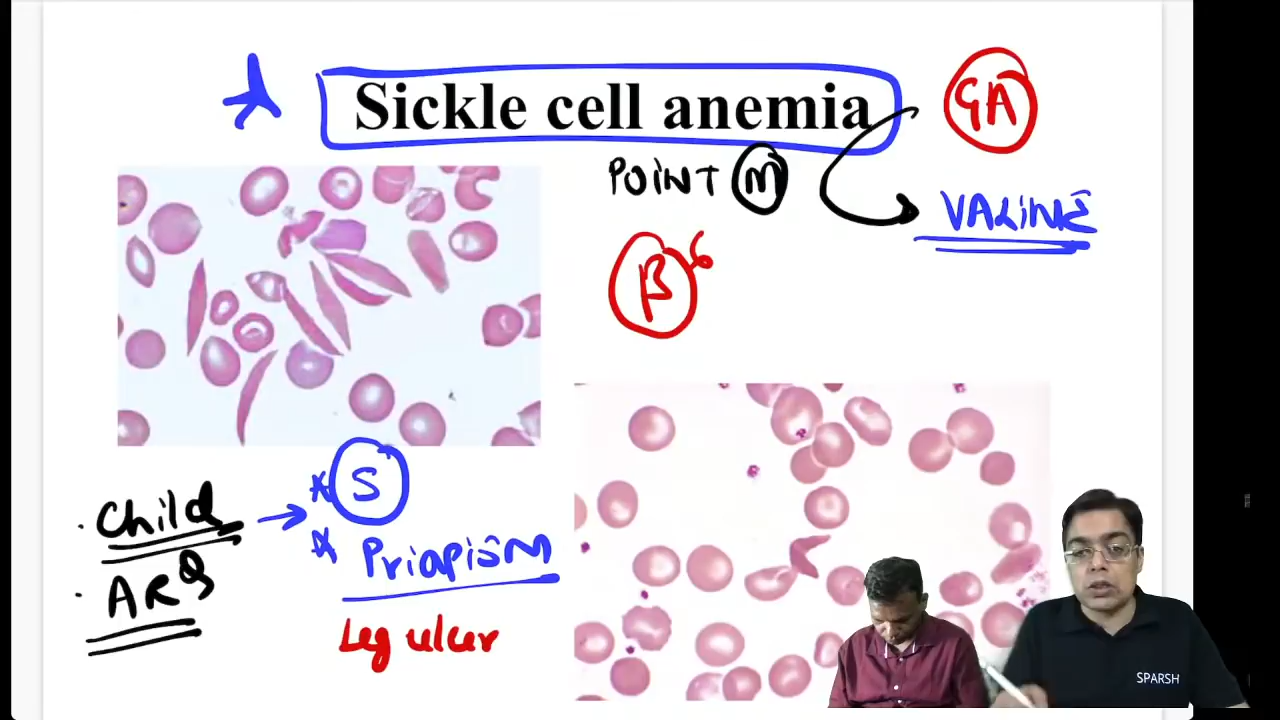 Sickle cell anemia
GA
POINT M
VALINE
β6
S
Child
Priapism
AR
Leg ulcer
SPARSH